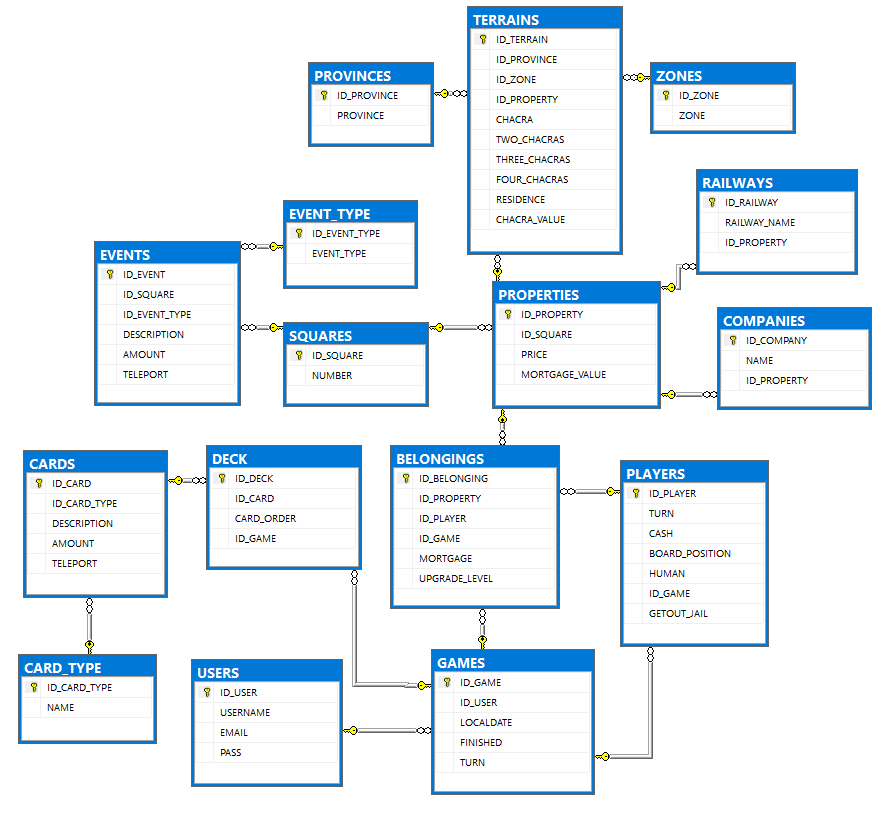 TERRAINS
ID_TERRAIN
ID_PROVINCE
ID_ZONE
ID_PROPERTY
CHACRA
TWO_CHACRAS
THREE_CHACRAS
FOUR_CHACRAS
RESIDENCE
CHACRA_VALUE
PROVINCES
ID_PROVINCE
PROVINCE
ZONES
ID_ZONE
ZONE
RAILWAYS
ID_RAILWAY
RAILWAY_NAME
ID_PROPERTY
EVENT_TYPE
ID_EVENT_TYPE
EVENT_TYPE
EVENTS
ID_EVENT
ID_SQUARE
ID_EVENT_TYPE
DESCRIPTION
AMOUNT
TELEPORT
SQUARES
ID_SQUARE
NUMBER
PROPERTIES
ID_PROPERTY
ID_SQUARE
PRICE
MORTGAGE_VALUE
COMPANIES
ID_COMPANY
NAME
ID_PROPERTY
CARDS
ID_CARD
ID_CARD_TYPE
DESCRIPTION
AMOUNT
TELEPORT
DECK
ID_DECK
ID_CARD
CARD_ORDER
ID_GAME
BELONGINGS
ID_BELONGING
ID_PROPERTY
ID_PLAYER
ID_GAME
MORTGAGE
UPGRADE_LEVEL
PLAYERS
ID_PLAYER
TURN
CASH
BOARD_POSITION
HUMAN
ID_GAME
GETOUT_JAIL
CARD_TYPE
ID_CARD_TYPE
NAME
USERS
ID_USER
USERNAME
EMAIL
PASS
GAMES
ID_GAME
ID_USER
LOCALDATE
FINISHED
TURN